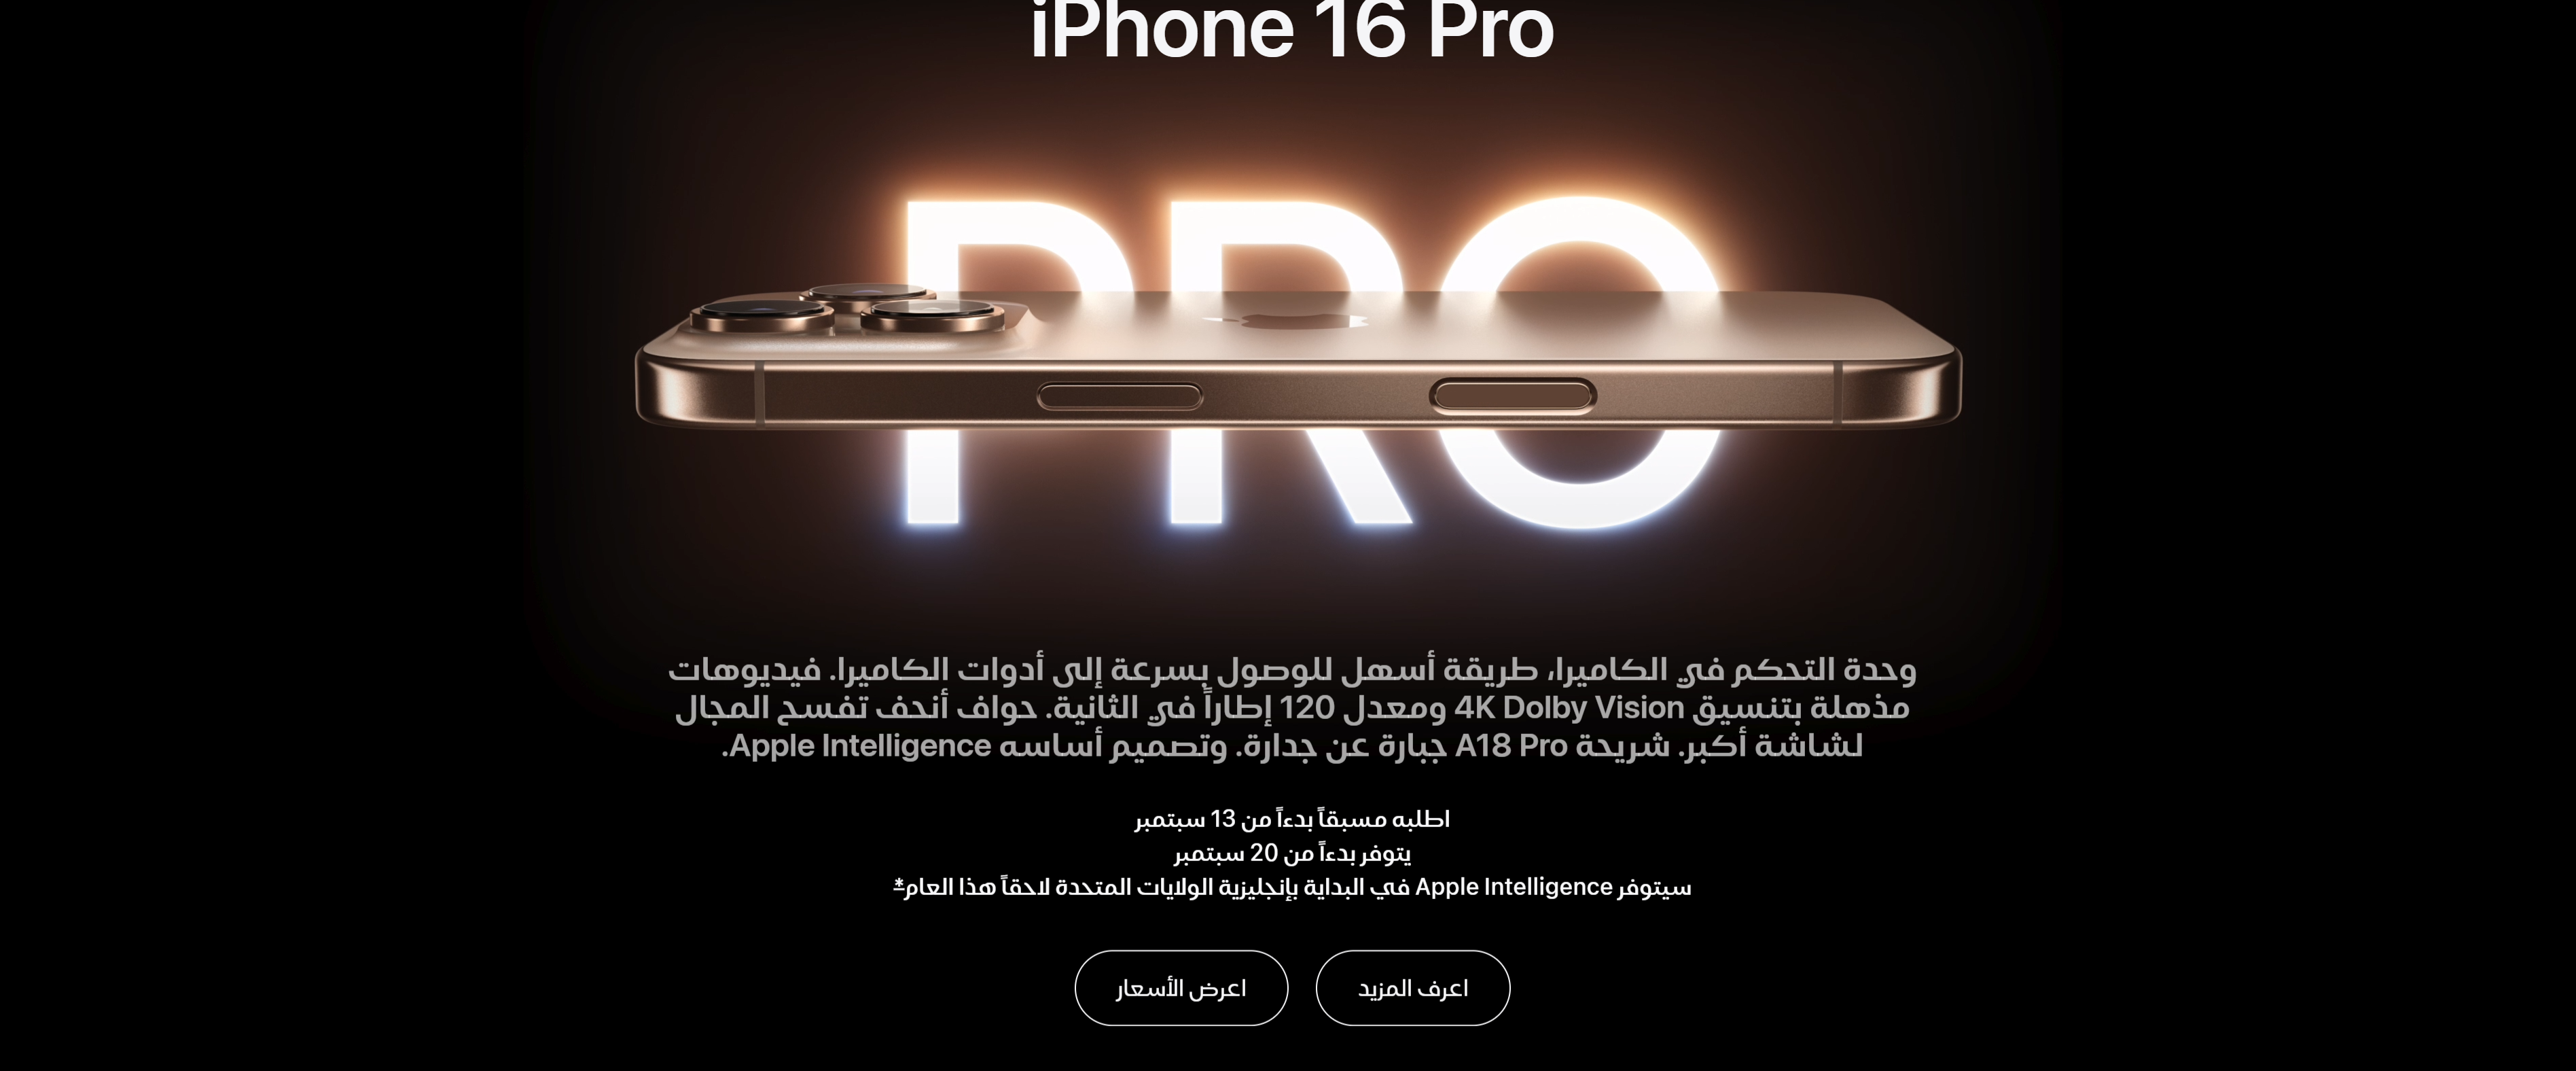 iPhone 16 Pro
PRO
وحدة التحكم في الكاميرا، طريقة أسهل للوصول بسرعة إلى أدوات الكاميرا. فيديوهات
مذهلة بتنسيق 4K Dolby Vision ومعدل 120 إطاراً في الثانية. حواف أنحف تفسح المجال
لشاشة أكبر. شريحة A18 Pro جبارة عن جدارة. وتصميم أساسه Apple Intelligence.
اطلبه مسبقاً بدءاً من 13 سبتمبر
يتوفر بدءاً من 20 سبتمبر
سيتوفر Apple Intelligence في البداية بإنجليزية الولايات المتحدة لاحقاً هذا العام*
اعرف المزيد
اعرض الأسعار